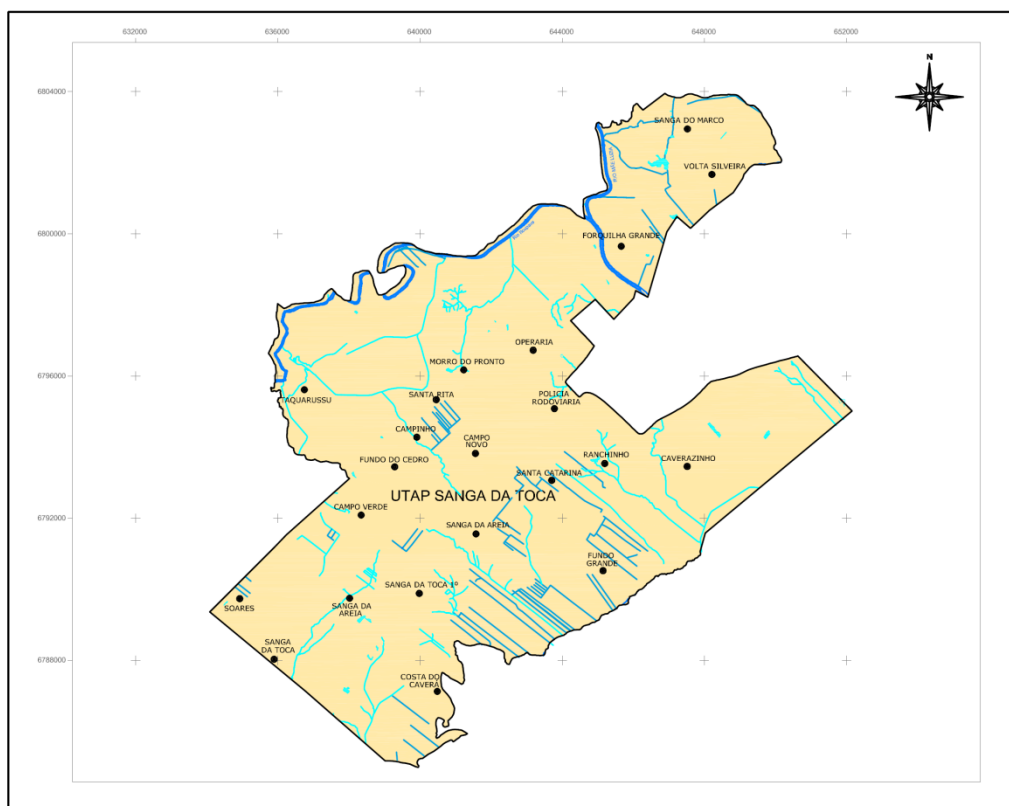 632000
636000
640000
644000
648000
652000
N
6804000
6800000
6796000
6792000
6788000
SANGA DO MARCO
VOLTA SILVEIRA
FORQUILHA GRANDE
OPERARIA
MORRO DO PRONTO
TAQUARUSSU
SANTA RITA
POLICIA
RODOVIARIA
CAMPINHO
CAMPO
NOVO
FUNDO DO CEDRO
RANCHINHO
CAVERAZINHO
SANTA CATARINA
UTAP SANGA DA TOCA
CAMPO VERDE
SANGA DA AREIA
FUNDO
GRANDE
SANGA DA TOCA 1º
SOARES
SANGA DA
AREIA
SANGA
DA TOCA
COSTA DO
CAVERÁ